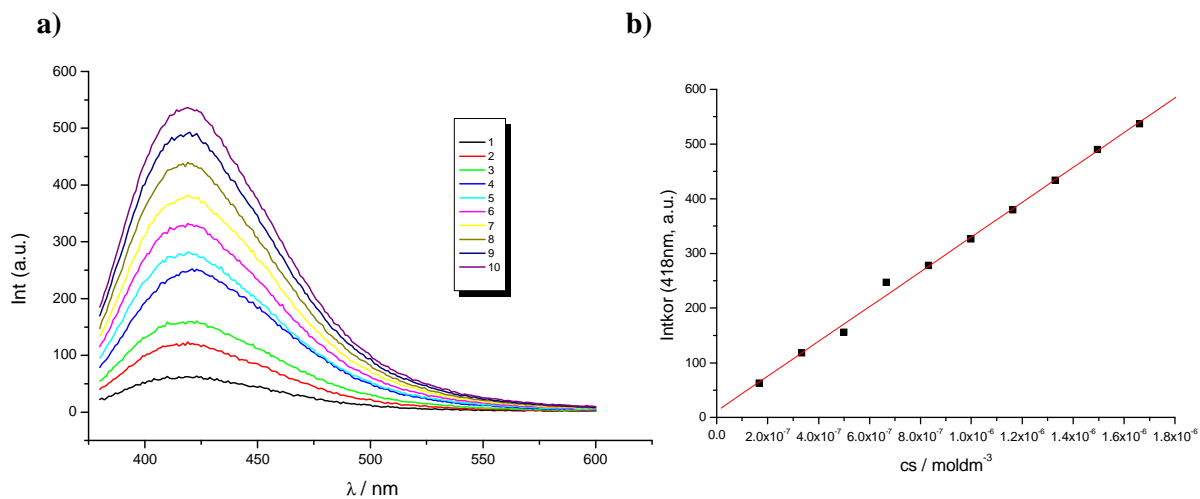 a)
Int (a.u.)
600
500
400
300
200
100
0
400
450
500
550
600
λ / nm
1
2
3
4
5
6
7
8
9
10
b)
Intkor (418nm, a.u.)
600
500
400
300
200
100
0
0.0
2.0x10⁻⁷
4.0x10⁻⁷
6.0x10⁻⁷
8.0x10⁻⁷
1.0x10⁻⁶
1.2x10⁻⁶
1.4x10⁻⁶
1.6x10⁻⁶
1.8x10⁻⁶
cs / moldm⁻³